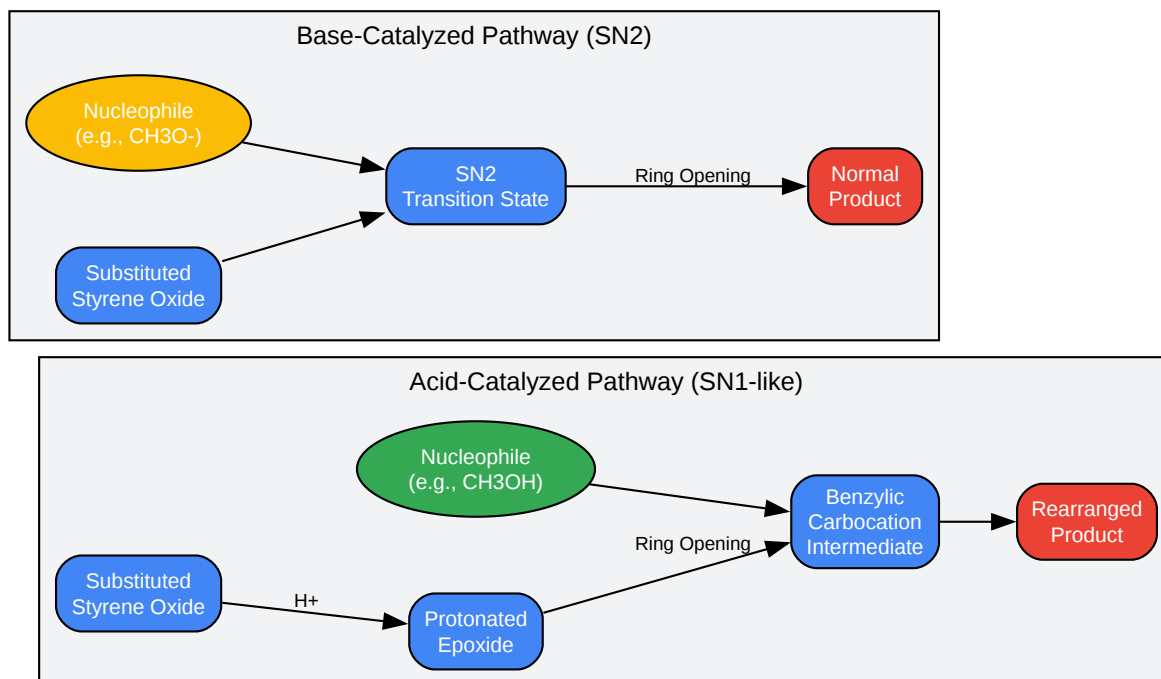 Base-Catalyzed Pathway (SN2)
Nucleophile
(e.g., CH3O-)
SN2
Transition State
Ring Opening
Normal
Product
Substituted
Styrene Oxide
Acid-Catalyzed Pathway (SN1-like)
Nucleophile
(e.g., CH3OH)
Benzylic
Carbocation
Intermediate
Rearranged
Product
Ring Opening
Substituted
Styrene Oxide
H+
Protonated
Epoxide